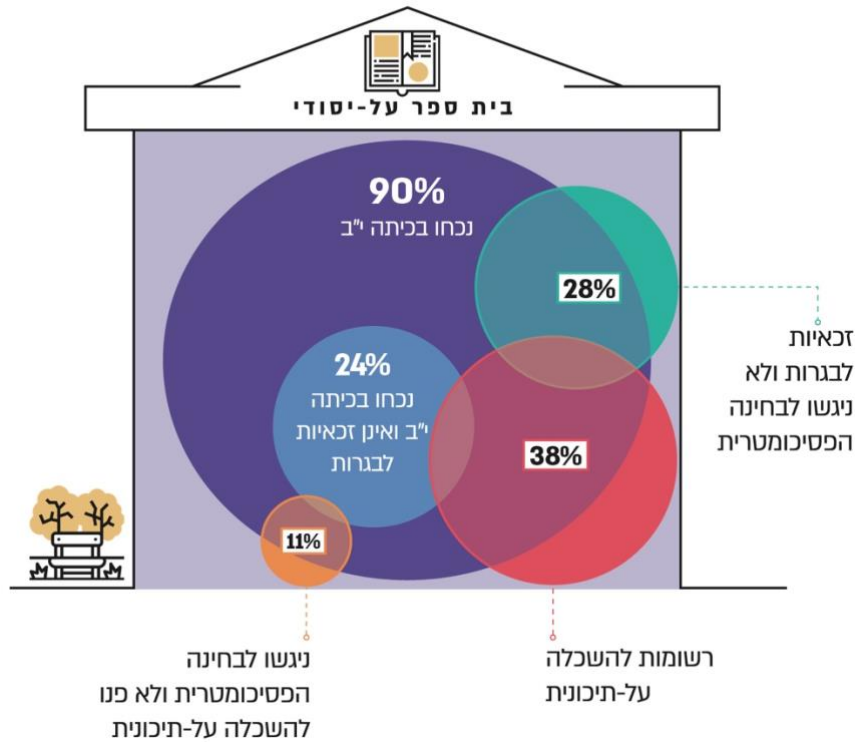 בית ספר על-יסודי
90%
נכחו בכיתה י"ב
28%
זכאיות
לבגרות ולא
ניגשו לבחינה
הפסיכומטרית
24%
נכחו בכיתה
י"ב ואינן זכאיות
לבגרות
38%
11%
רשומות להשכלה
על-תיכונית
ניגשו לבחינה
הפסיכומטרית ולא פנו
להשכלה על-תיכונית